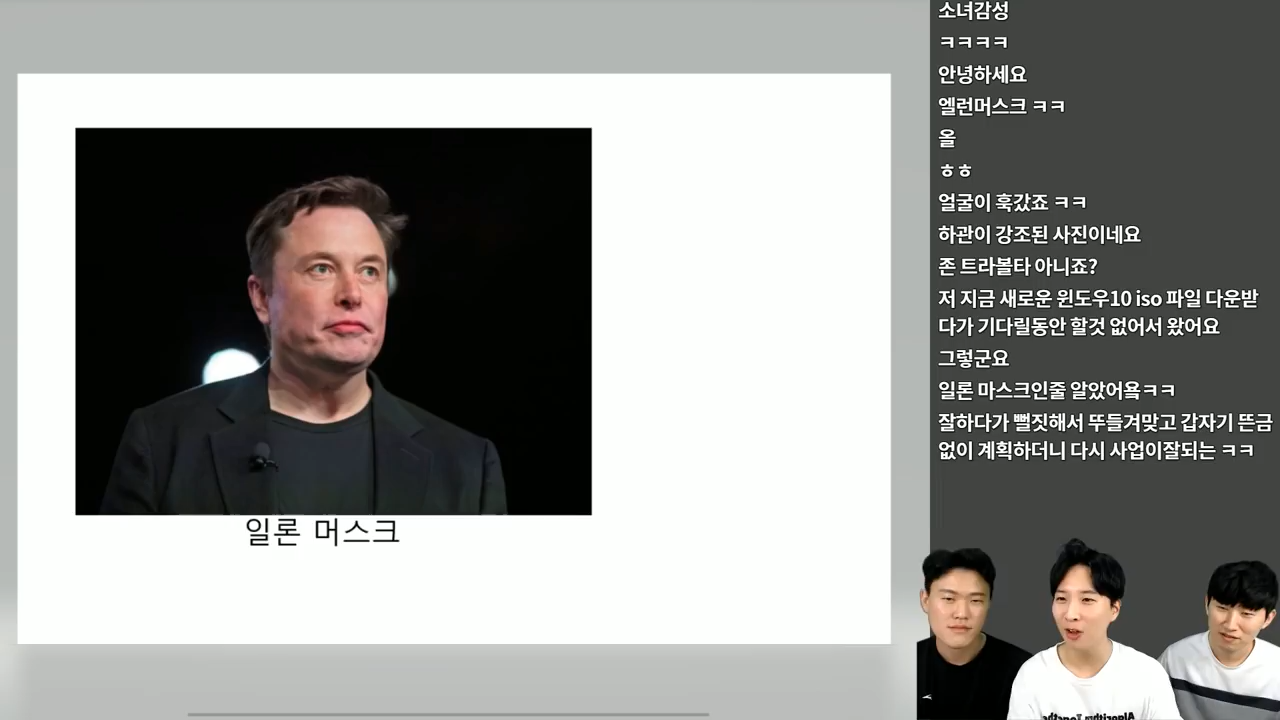 일론 머스크
소녀감성
ㅋㅋㅋㅋ
안녕하세요
엘런머스크 ㅋㅋ
올
ㅎㅎ
얼굴이 훅갔죠 ㅋㅋ
하관이 강조된 사진이네요
존 트라볼타 아니죠?
저 지금 새로운 윈도우10 iso 파일 다운받
다가 기다릴동안 할것 없어서 왔어요
그렇군요
일론 마스크인줄 알았어욬ㅋㅋ
잘하다가 뻘짓해서 뚜들겨맞고 갑자기 뜬금
없이 계획하더니 다시 사업이잘되는 ㅋㅋ